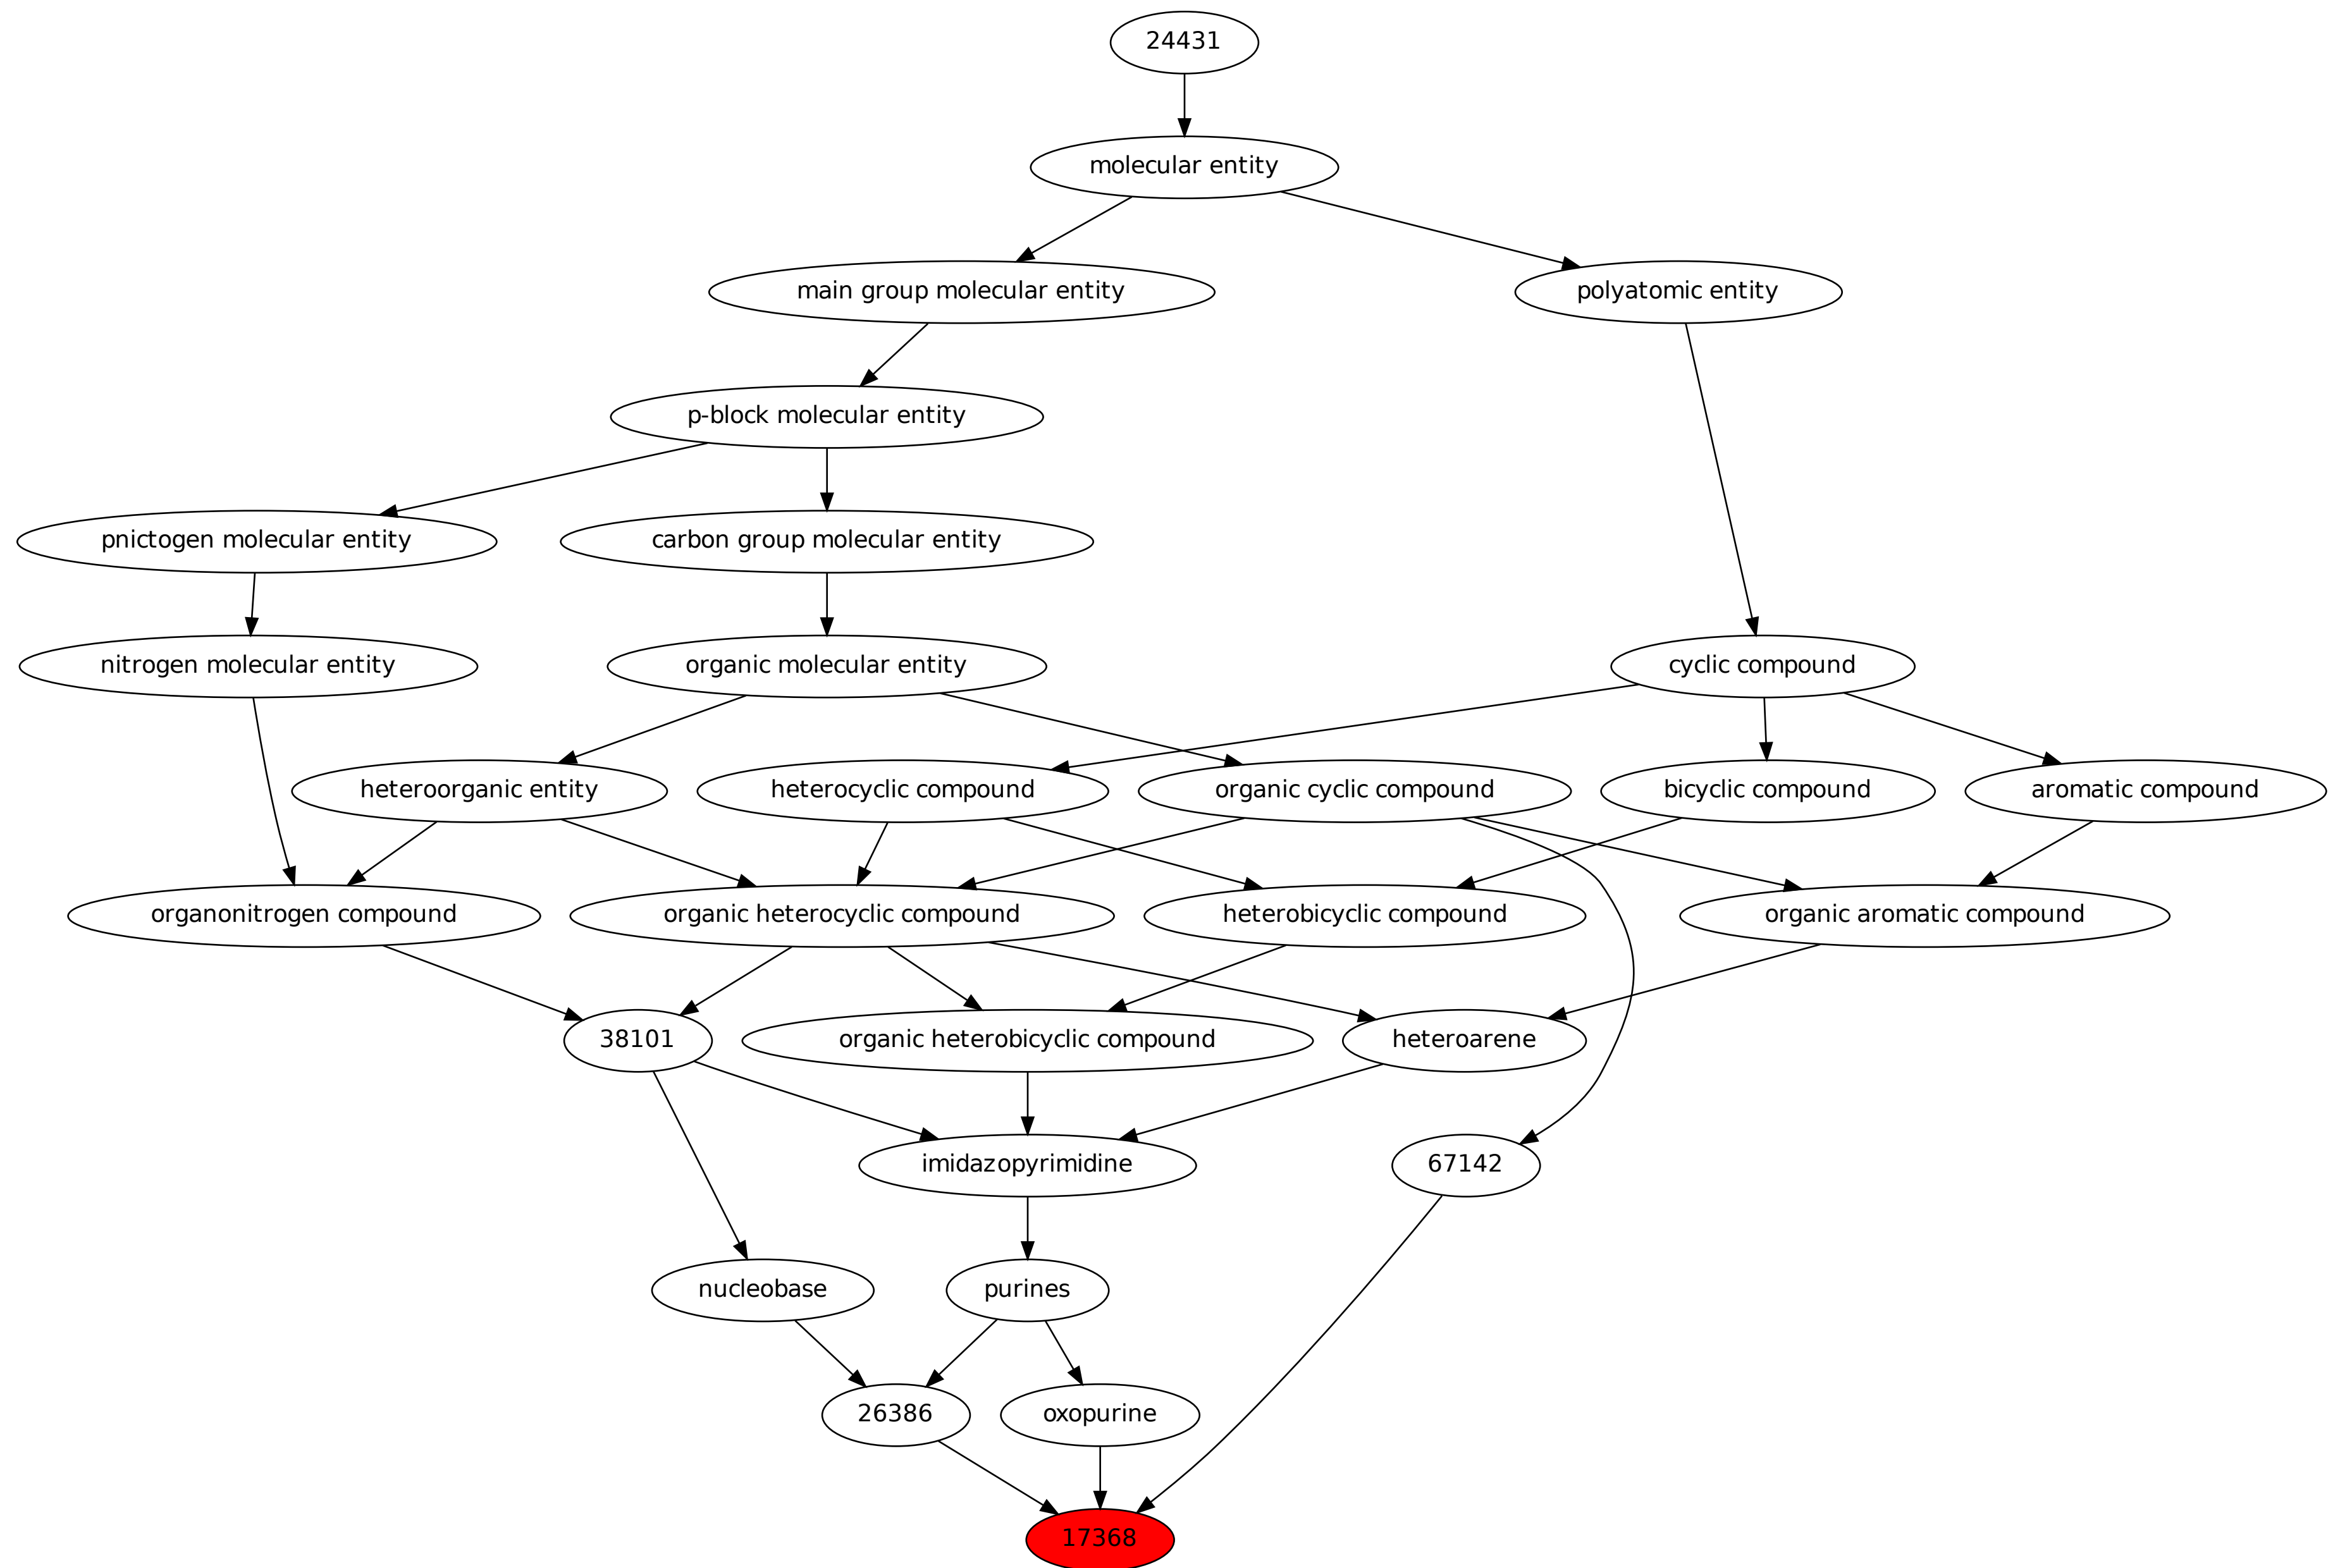 24431
molecular entity
main group molecular entity
polyatomic entity
p-block molecular entity
pnictogen molecular entity
carbon group molecular entity
nitrogen molecular entity
organic molecular entity
cyclic compound
heteroorganic entity
heterocyclic compound
organic cyclic compound
bicyclic compound
aromatic compound
organonitrogen compound
organic heterocyclic compound
heterobicyclic compound
organic aromatic compound
38101
organic heterobicyclic compound
heteroarene
imidazopyrimidine
67142
nucleobase
purines
26386
oxopurine
17368